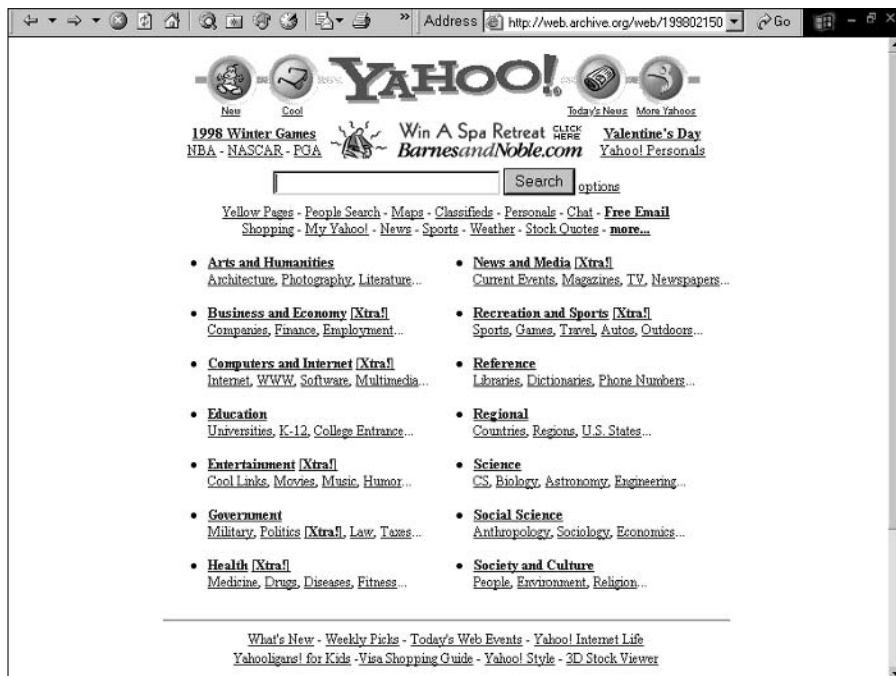 » Address http://web.archive.org/web/199802150 Go
YAHOO!
New Cool Today's News More Yahoos
1998 Winter Games Win A Spa Retreat CLICK HERE Valentine's Day
NBA - NASCAR - PGA BarnesandNoble.com Yahoo! Personals
Search options
Yellow Pages - People Search - Maps - Classifieds - Personals - Chat - Free Email
Shopping - My Yahoo! - News - Sports - Weather - Stock Quotes - more...
Arts and Humanities
Architecture, Photography, Literature...
Business and Economy [Xtra!]
Companies, Finance, Employment...
Computers and Internet [Xtra!]
Internet, WWW, Software, Multimedia...
Education
Universities, K-12, College Entrance...
Entertainment [Xtra!]
Cool Links, Movies, Music, Humor...
Government
Military, Politics [Xtra!], Law, Taxes...
Health [Xtra!]
Medicine, Drugs, Diseases, Fitness...
News and Media [Xtra!]
Current Events, Magazines, TV, Newspapers...
Recreation and Sports [Xtra!]
Sports, Games, Travel, Autos, Outdoors...
Reference
Libraries, Dictionaries, Phone Numbers...
Regional
Countries, Regions, U.S. States...
Science
CS, Biology, Astronomy, Engineering...
Social Science
Anthropology, Sociology, Economics...
Society and Culture
People, Environment, Religion...
What's New - Weekly Picks - Today's Web Events - Yahoo! Internet Life
Yahooligans! for Kids -Visa Shopping Guide - Yahoo! Style - 3D Stock Viewer